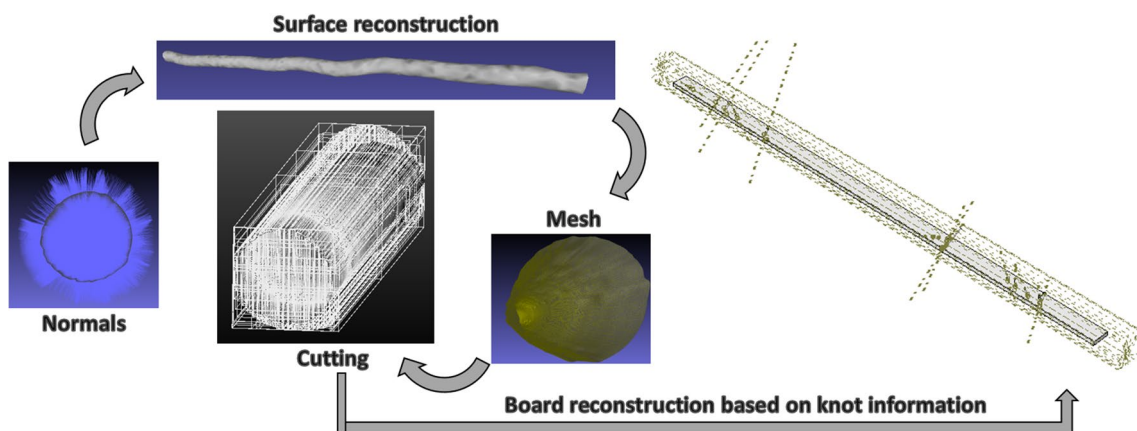 Surface reconstruction
Normals
Mesh
Cutting
Board reconstruction based on knot information